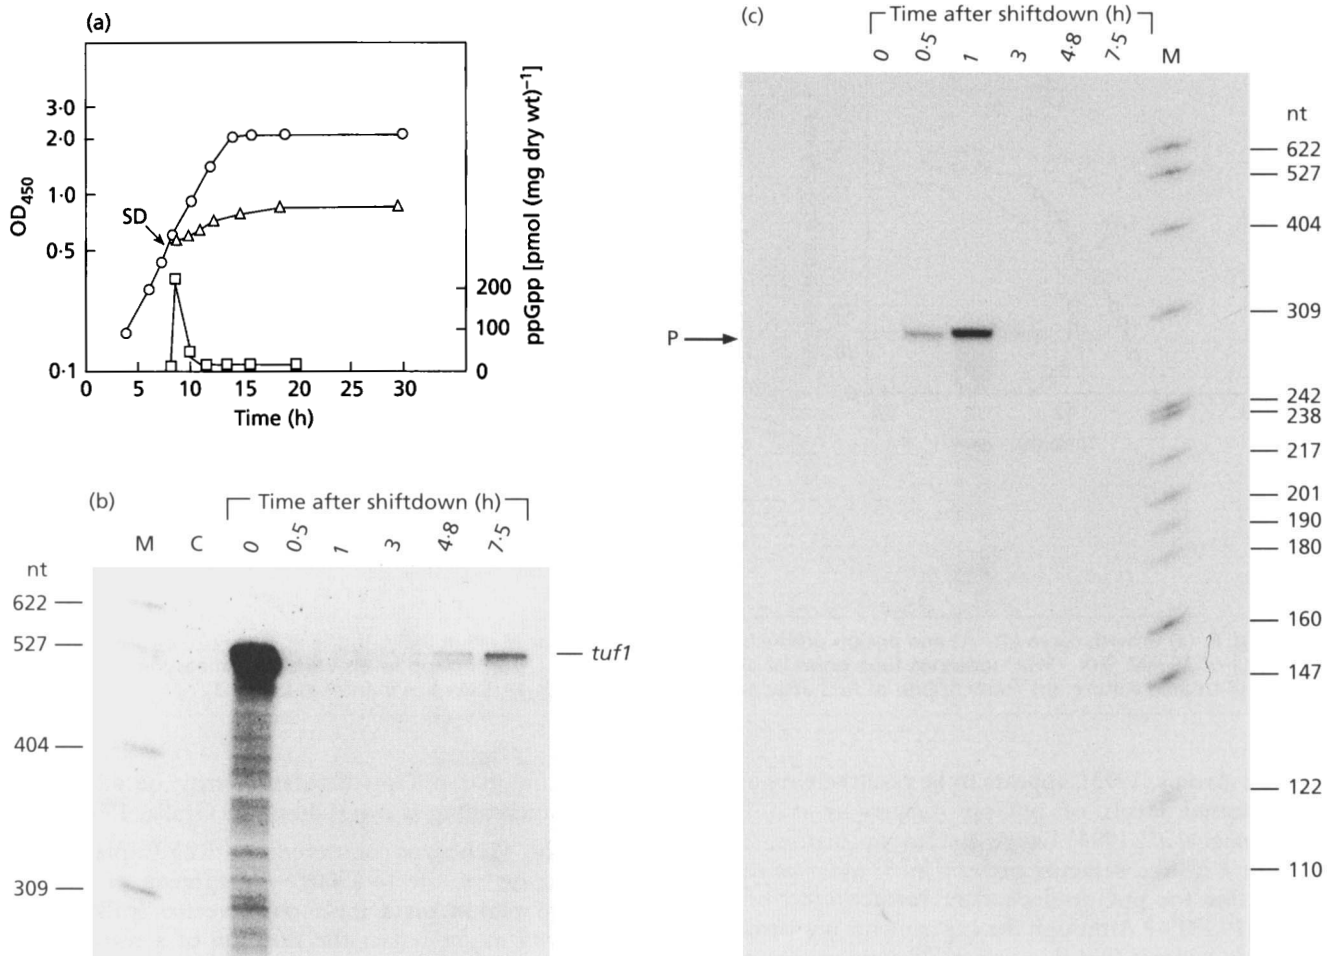 (a)
3·0
2·0
1·0
0·5
0·1
OD450
SD
200
100
0
ppGpp [pmol (mg dry wt)−1]
0 5 10 15 20 25 30
Time (h)
(b)
Time after shiftdown (h)
M C 0 0·5 1 3 4·8 7·5
nt
622
527
404
309
tuf1
(c)
Time after shiftdown (h)
0 0·5 1 3 4·8 7·5 M
nt
622
527
404
309
242
238
217
201
190
180
160
147
122
110
P